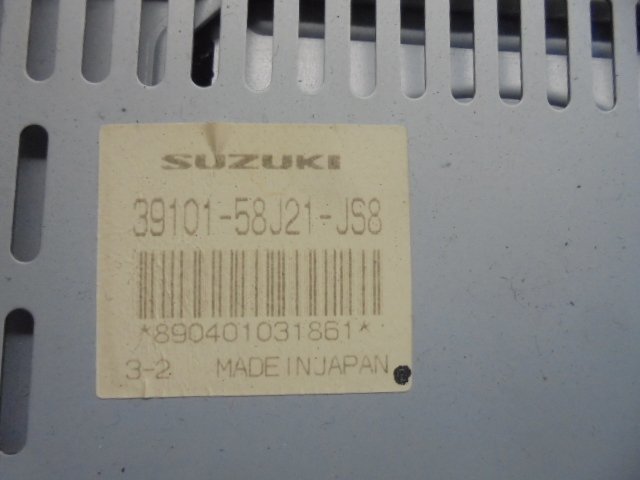 SUZUKI
39101-58J21-JS8
*890401031861*
3-2 MADE IN JAPAN